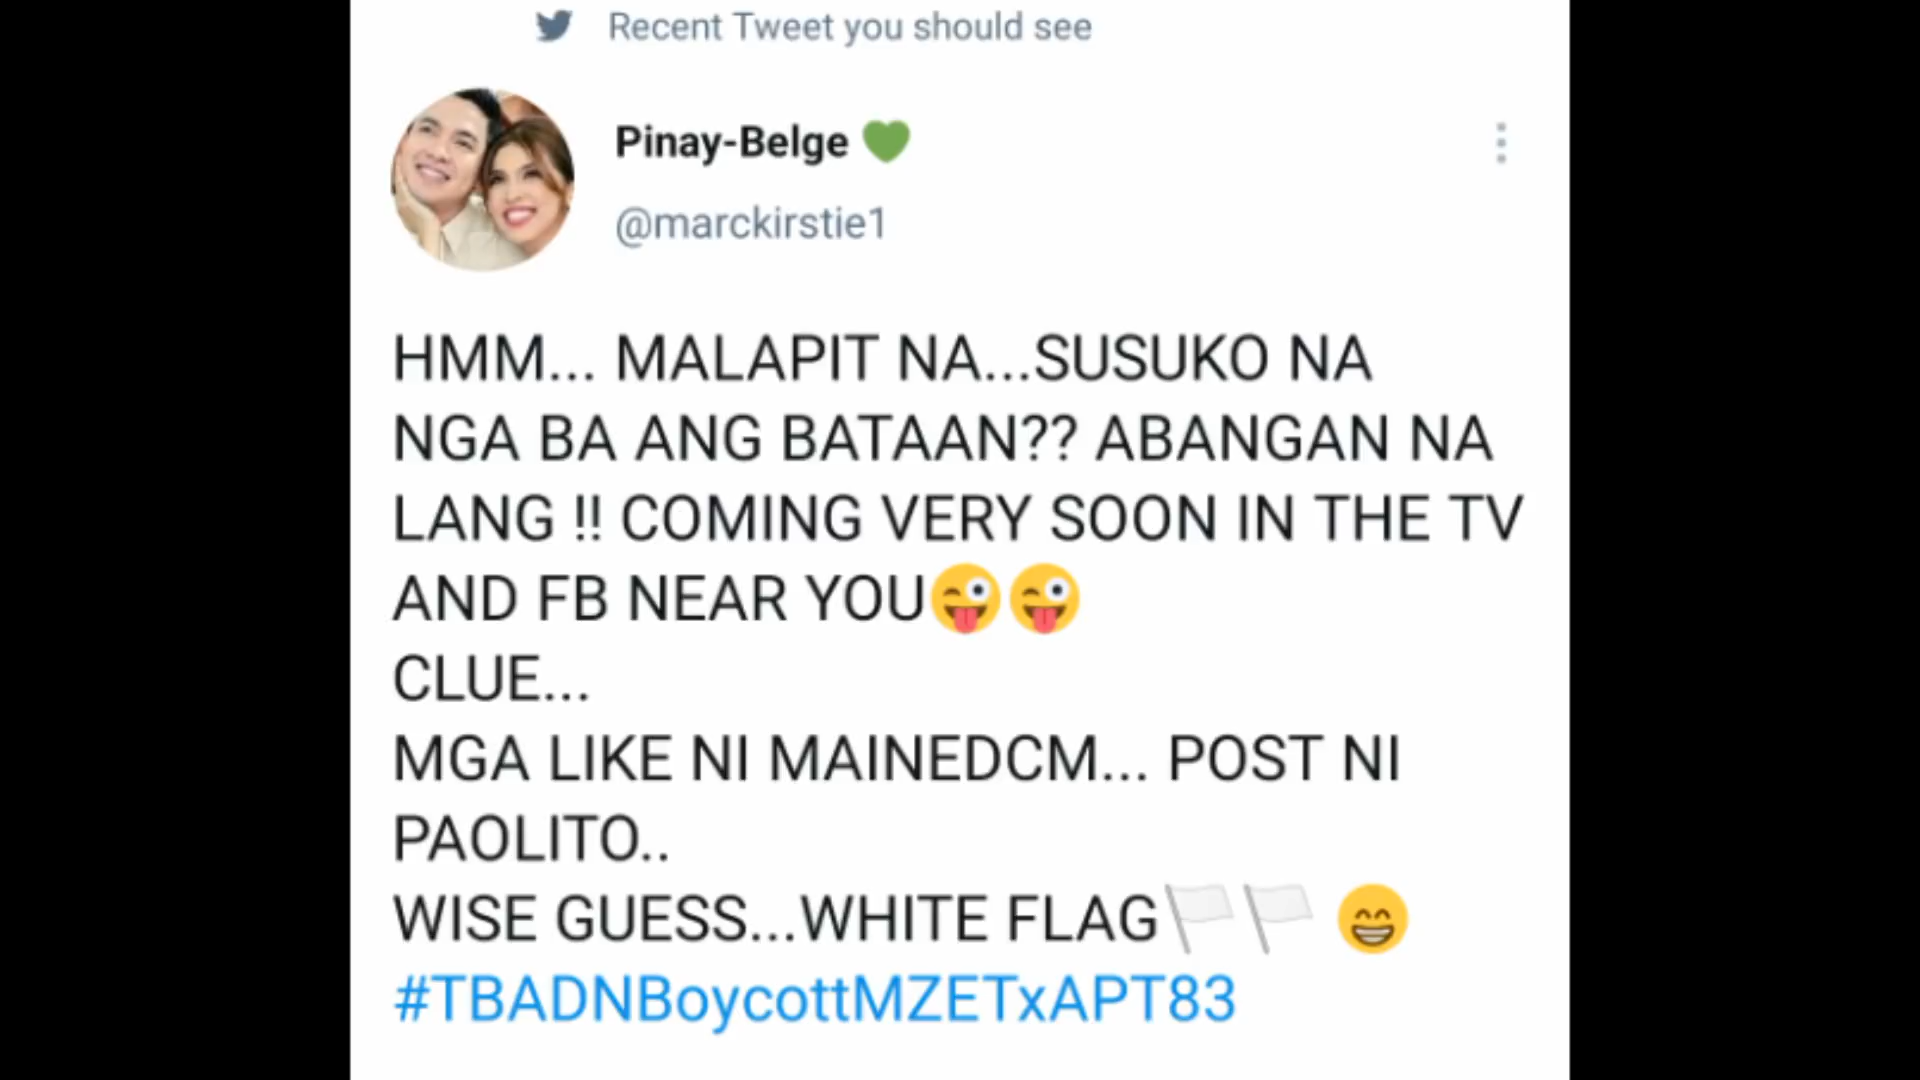 Recent Tweet you should see
Pinay-Belge 💚
@marckirstie1
HMM... MALAPIT NA...SUSUKO NA
NGA BA ANG BATAAN?? ABANGAN NA
LANG !! COMING VERY SOON IN THE TV
AND FB NEAR YOU😜😜
CLUE...
MGA LIKE NI MAINEDCM... POST NI
PAOLITO..
WISE GUESS...WHITE FLAG🏳🏳 😁
#TBADNBoycottMZETxAPT83